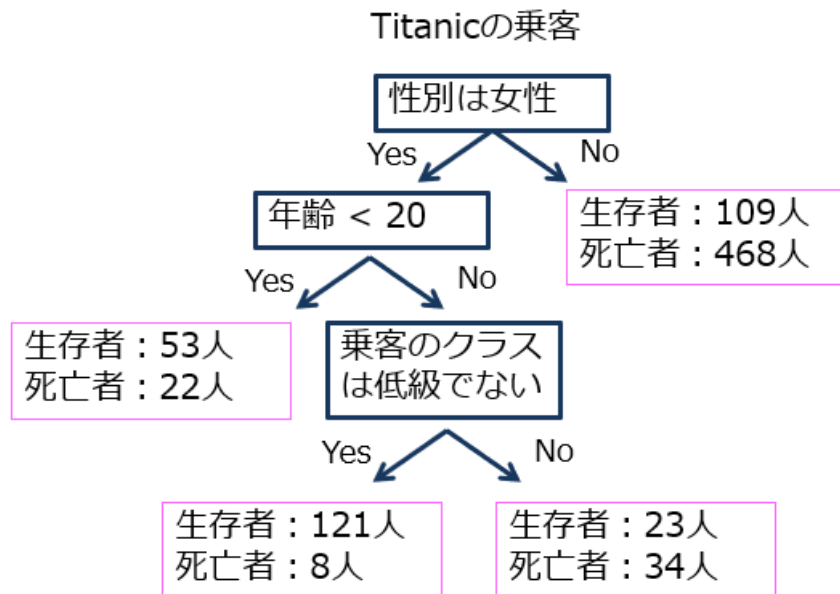 Titanicの乗客
性別は女性
Yes
No
年齢 < 20
生存者：109人
死亡者：468人
Yes
No
生存者：53人
死亡者：22人
乗客のクラス
は低級でない
Yes
No
生存者：121人
死亡者：8人
生存者：23人
死亡者：34人